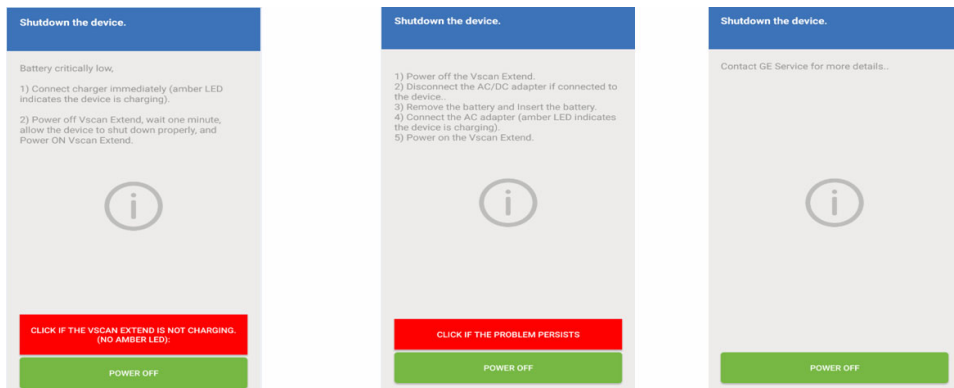 Shutdown the device.
Battery critically low,
1) Connect charger immediately (amber LED
indicates the device is charging).
2) Power off Vscan Extend, wait one minute,
allow the device to shut down properly, and
Power ON Vscan Extend.
i
CLICK IF THE VSCAN EXTEND IS NOT CHARGING.
(NO AMBER LED):
POWER OFF
Shutdown the device.
1) Power off the Vscan Extend.
2) Disconnect the AC/DC adapter if connected to
the device..
3) Remove the battery and Insert the battery.
4) Connect the AC adapter (amber LED indicates
the device is charging).
5) Power on the Vscan Extend.
i
CLICK IF THE PROBLEM PERSISTS
POWER OFF
Shutdown the device.
Contact GE Service for more details..
i
POWER OFF